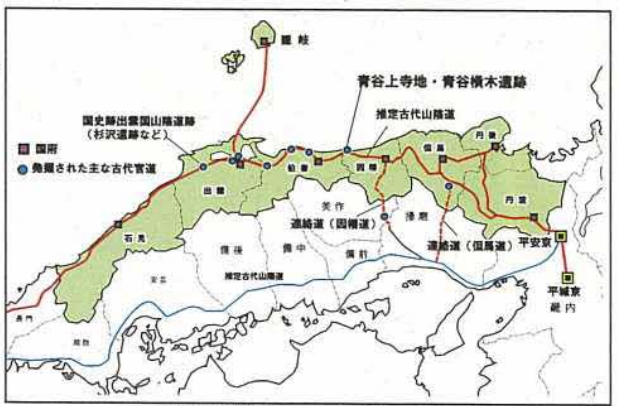 隠岐
青谷上寺地・青谷横木遺跡
国史跡出雲国山陰道跡
(杉沢遺跡など)
推定古代山陰道
国府
発掘された主な古代官道
丹後
但馬
因幡
伯耆
出雲
丹波
石見
美作
播磨
連絡道(因幡道)
連絡道(但馬道)
平安京
備後
備中
備前
推定古代山陰道
安芸
平城京
畿内
長門
周防